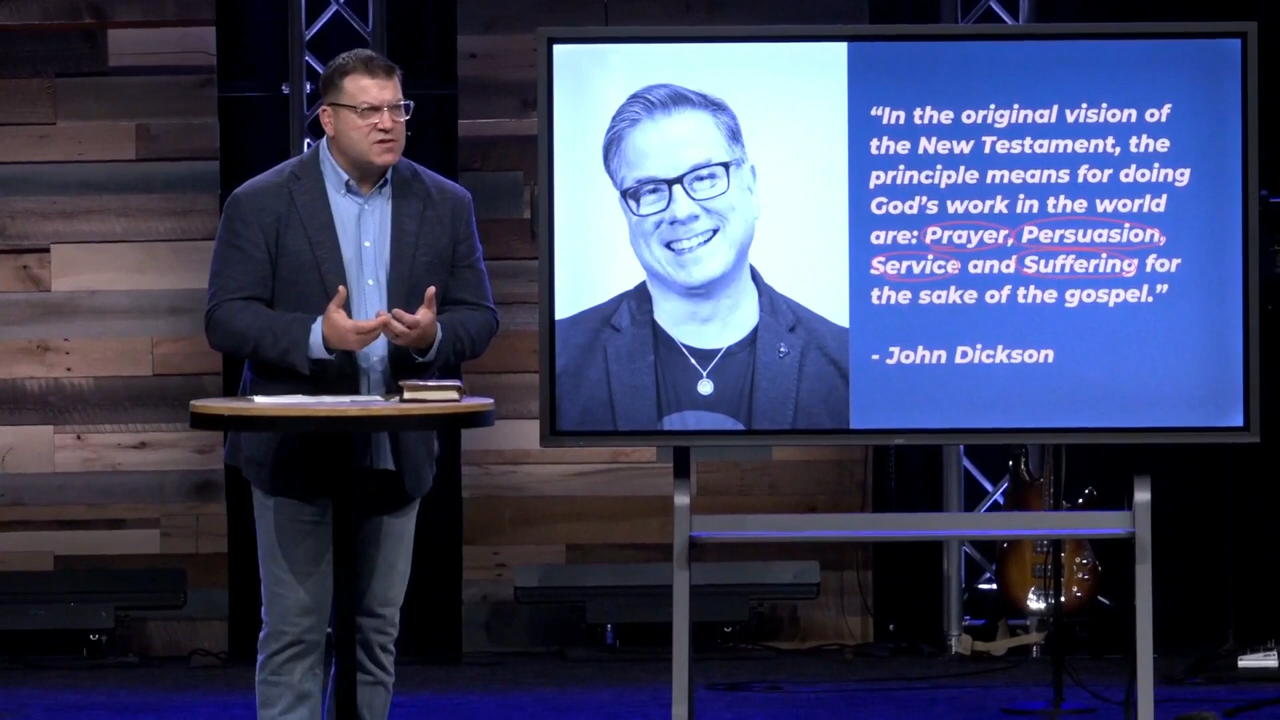 “In the original vision of
the New Testament, the
principle means for doing
God’s work in the world
are: Prayer, Persuasion,
Service and Suffering for
the sake of the gospel.”
- John Dickson